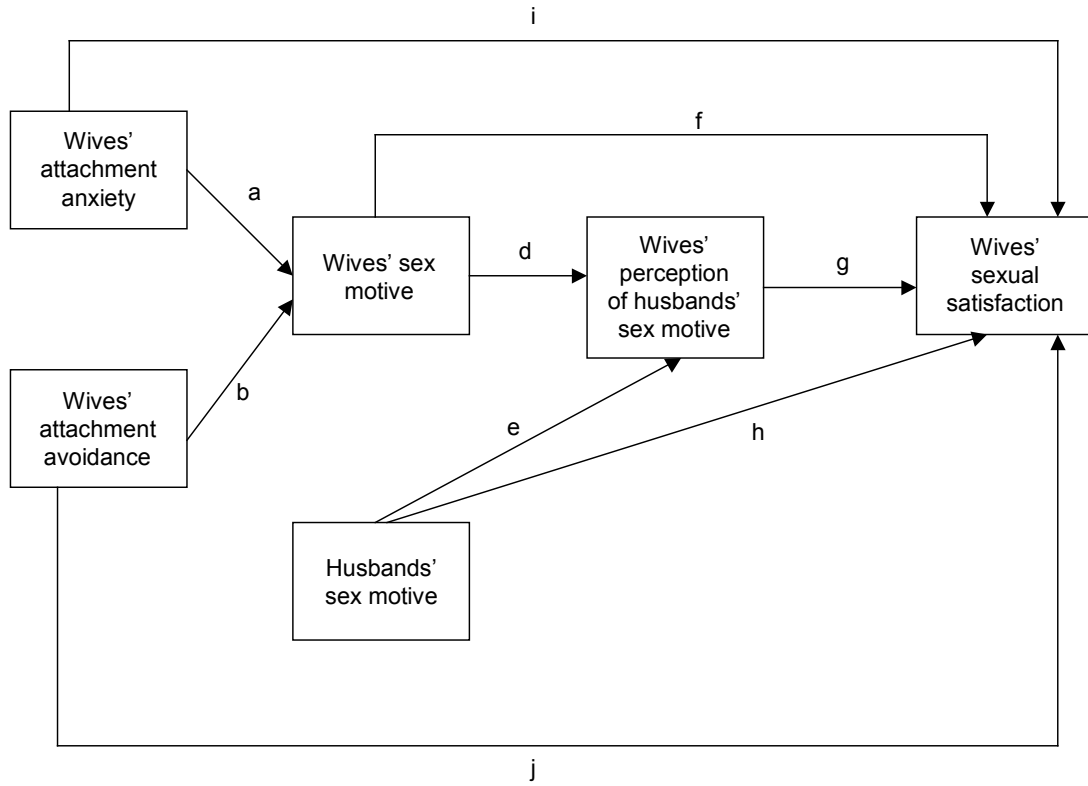 i
Wives’
attachment
anxiety
f
a
Wives’ sex
motive
d
Wives’
perception
of husbands’
sex motive
g
Wives’
sexual
satisfaction
Wives’
attachment
avoidance
b
e
h
Husbands’
sex motive
j